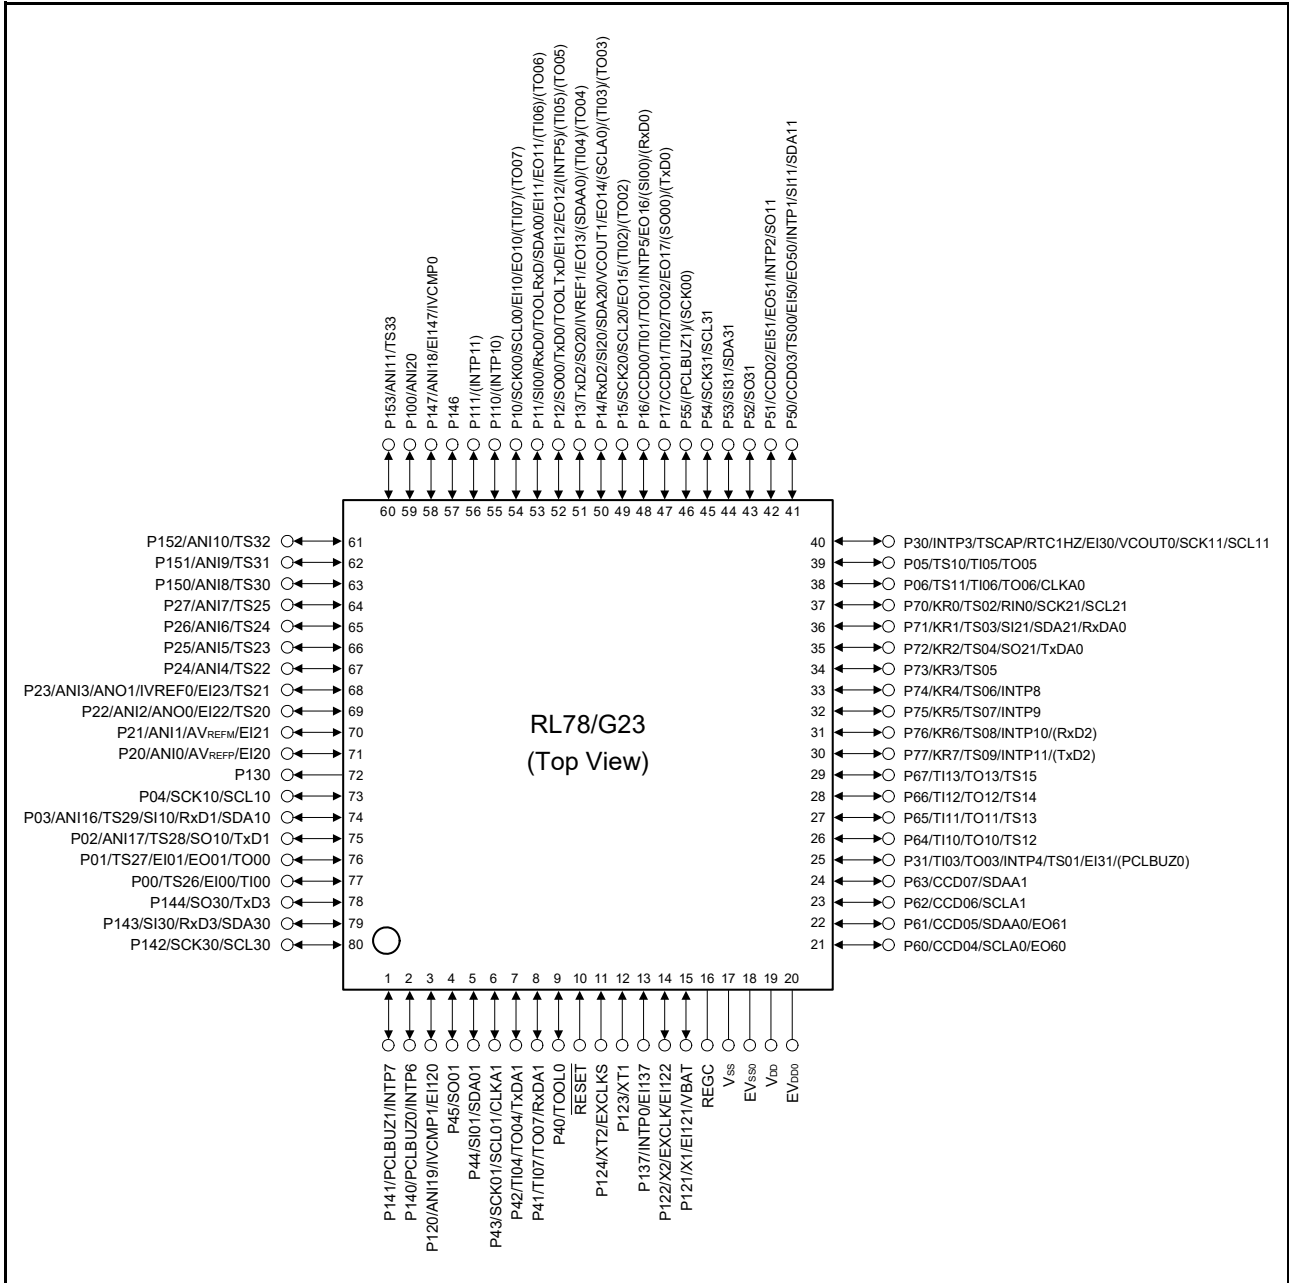 P153/ANI11/TS33
P100/ANI20
P147/ANI18/EI147/IVCMP0
P146
P111/(INTP11)
P110/(INTP10)
P10/SCK00/SCL00/EI10/EO10/(TI07)/(TO07)
P11/SI00/RxD0/TOOLRxD/SDA00/EI11/EO11/(TI06)/(TO06)
P12/SO00/TxD0/TOOLTxD/EI12/EO12/(INTP5)/(TI05)/(TO05)
P13/TxD2/SO20/IVREF1/EO13/(SDAA0)/(TI04)/(TO04)
P14/RxD2/SI20/SDA20/VCOUT1/EO14/(SCLA0)/(TI03)/(TO03)
P15/SCK20/SCL20/EO15/(TI02)/(TO02)
P16/CCD00/TI01/TO01/INTP5/EO16/(SI00)/(RxD0)
P17/CCD01/TI02/TO02/EO17/(SO00)/(TxD0)
P55/(PCLBUZ1)/(SCK00)
P54/SCK31/SCL31
P53/SI31/SDA31
P52/SO31
P51/CCD02/EI51/EO51/INTP2/SO11
P50/CCD03/TS00/EI50/EO50/INTP1/SI11/SDA11
60 59 58 57 56 55 54 53 52 51 50 49 48 47 46 45 44 43 42 41
P152/ANI10/TS32 61
P151/ANI9/TS31 62
P150/ANI8/TS30 63
P27/ANI7/TS25 64
P26/ANI6/TS24 65
P25/ANI5/TS23 66
P24/ANI4/TS22 67
P23/ANI3/ANO1/IVREF0/EI23/TS21 68
P22/ANI2/ANO0/EI22/TS20 69
P21/ANI1/AVREFM/EI21 70
P20/ANI0/AVREFP/EI20 71
P130 72
P04/SCK10/SCL10 73
P03/ANI16/TS29/SI10/RxD1/SDA10 74
P02/ANI17/TS28/SO10/TxD1 75
P01/TS27/EI01/EO01/TO00 76
P00/TS26/EI00/TI00 77
P144/SO30/TxD3 78
P143/SI30/RxD3/SDA30 79
P142/SCK30/SCL30 80
RL78/G23
(Top View)
40 P30/INTP3/TSCAP/RTC1HZ/EI30/VCOUT0/SCK11/SCL11
39 P05/TS10/TI05/TO05
38 P06/TS11/TI06/TO06/CLKA0
37 P70/KR0/TS02/RIN0/SCK21/SCL21
36 P71/KR1/TS03/SI21/SDA21/RxDA0
35 P72/KR2/TS04/SO21/TxDA0
34 P73/KR3/TS05
33 P74/KR4/TS06/INTP8
32 P75/KR5/TS07/INTP9
31 P76/KR6/TS08/INTP10/(RxD2)
30 P77/KR7/TS09/INTP11/(TxD2)
29 P67/TI13/TO13/TS15
28 P66/TI12/TO12/TS14
27 P65/TI11/TO11/TS13
26 P64/TI10/TO10/TS12
25 P31/TI03/TO03/INTP4/TS01/EI31/(PCLBUZ0)
24 P63/CCD07/SDAA1
23 P62/CCD06/SCLA1
22 P61/CCD05/SDAA0/EO61
21 P60/CCD04/SCLA0/EO60
1 2 3 4 5 6 7 8 9 10 11 12 13 14 15 16 17 18 19 20
P141/PCLBUZ1/INTP7
P140/PCLBUZ0/INTP6
P120/ANI19/IVCMP1/EI120
P45/SO01
P44/SI01/SDA01
P43/SCK01/SCL01/CLKA1
P42/TI04/TO04/TxDA1
P41/TI07/TO07/RxDA1
P40/TOOL0
RESET
P124/XT2/EXCLKS
P123/XT1
P137/INTP0/EI137
P122/X2/EXCLK/EI122
P121/X1/EI121/VBAT
REGC
VSS
EVSS0
VDD
EVDD0